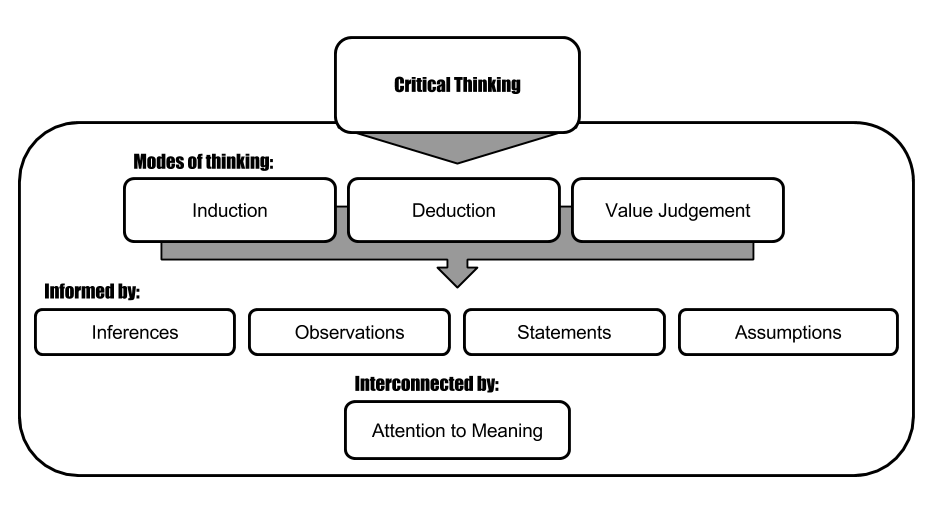 Critical Thinking
Modes of thinking:
Induction
Deduction
Value Judgement
Informed by:
Inferences
Observations
Statements
Assumptions
Interconnected by:
Attention to Meaning